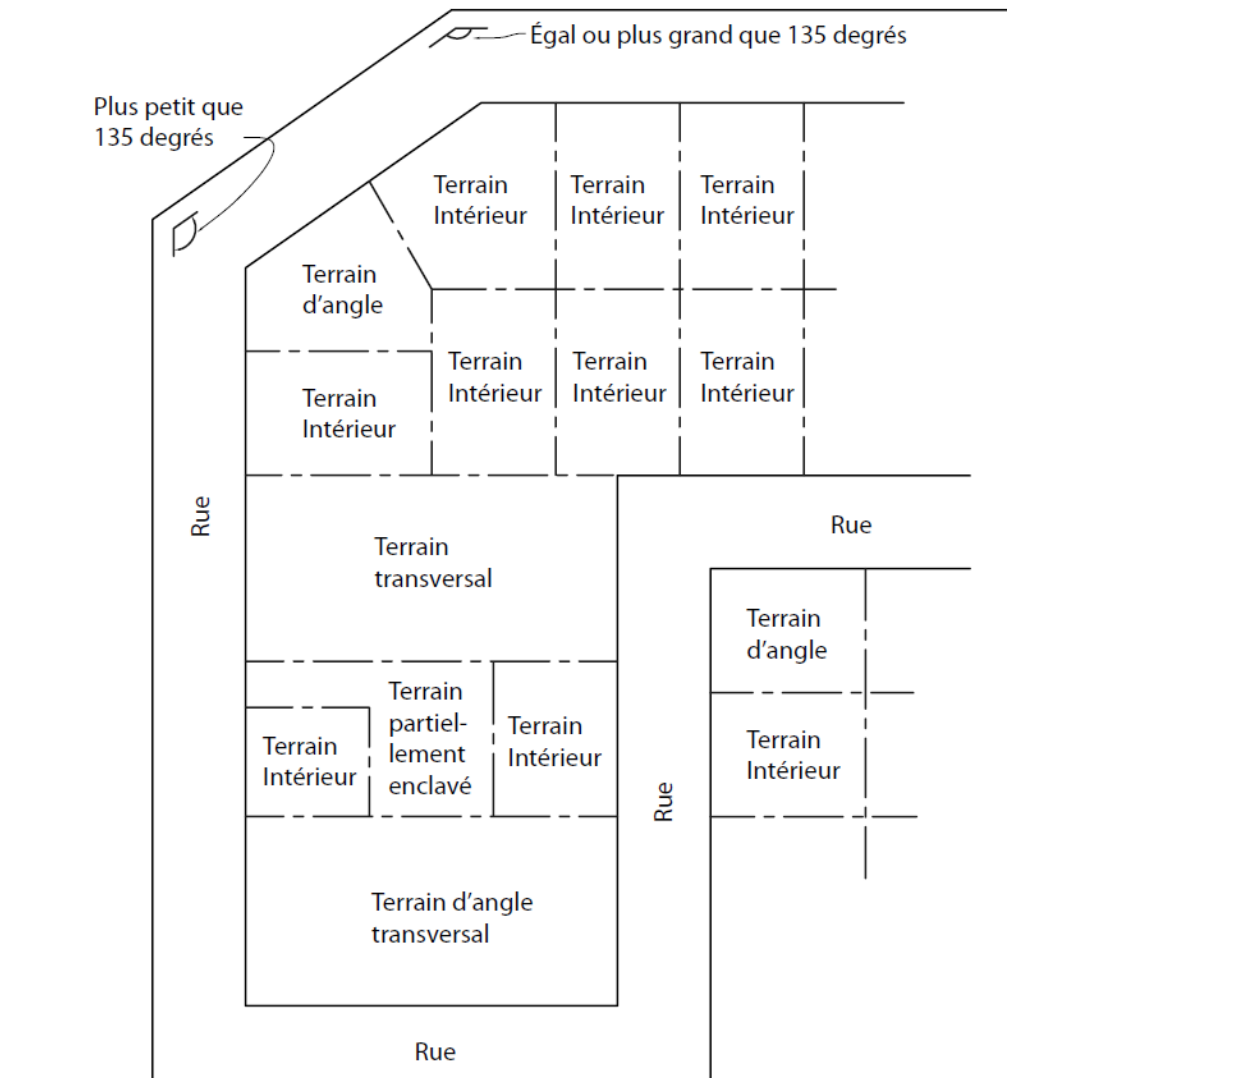 Égal ou plus grand que 135 degrés
Plus petit que
135 degrés
Terrain
Intérieur
Terrain
Intérieur
Terrain
Intérieur
Terrain
d’angle
Terrain
Intérieur
Terrain
Intérieur
Terrain
Intérieur
Terrain
Intérieur
Rue
Rue
Terrain
transversal
Terrain
d’angle
Terrain
partiel-
lement
enclavé
Terrain
Intérieur
Terrain
Intérieur
Terrain
Intérieur
Rue
Terrain d’angle
transversal
Rue